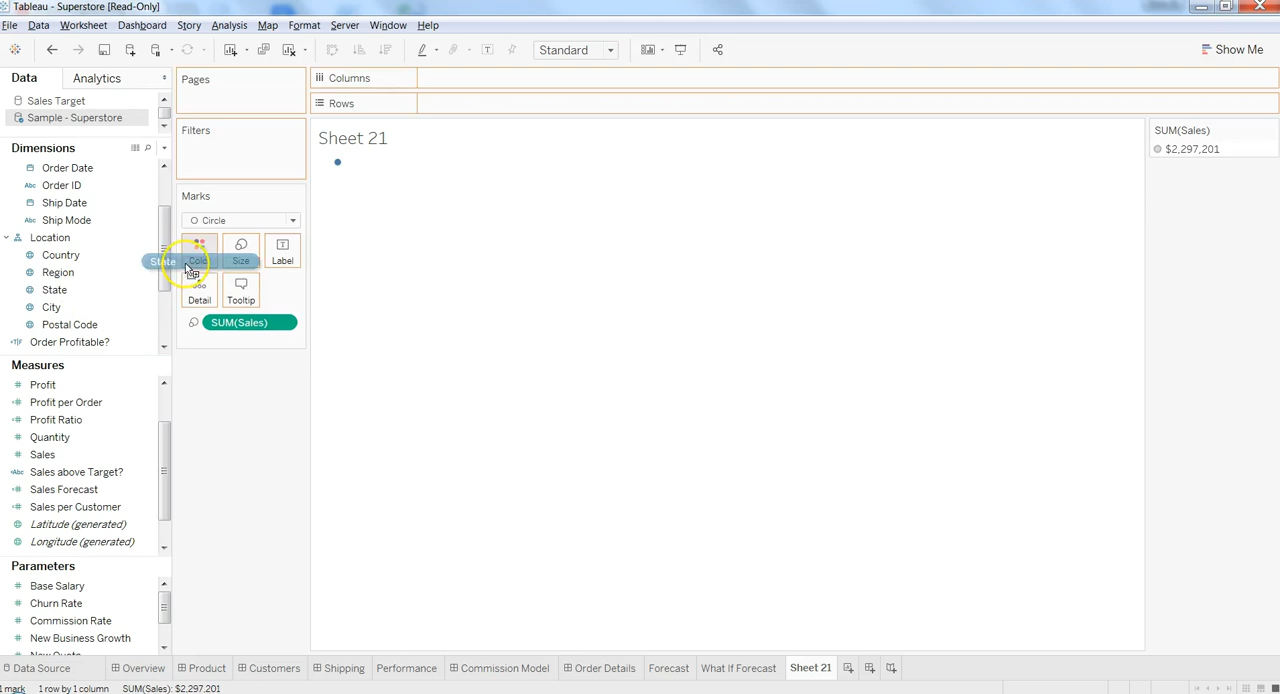 Tableau - Superstore [Read-Only]
File Data Worksheet Dashboard Story Analysis Map Format Server Window Help
Standard
Show Me
Data
Analytics
Sales Target
Sample - Superstore
Dimensions
Order Date
Abc Order ID
Ship Date
Abc Ship Mode
Location
Country
Region
State
City
Postal Code
Order Profitable?
Measures
Profit
Profit per Order
Profit Ratio
Quantity
Sales
Abc Sales above Target?
Sales Forecast
Sales per Customer
Latitude (generated)
Longitude (generated)
Parameters
Base Salary
Churn Rate
Commission Rate
New Business Growth
New Quota
Pages
Filters
Marks
Circle
State
Color
Size
Label
Detail
Tooltip
SUM(Sales)
Columns
Rows
Sheet 21
SUM(Sales)
$2,297,201
Data Source
Overview
Product
Customers
Shipping
Performance
Commission Model
Order Details
Forecast
What If Forecast
Sheet 21
1 mark 1 row by 1 column SUM(Sales): $2,297,201